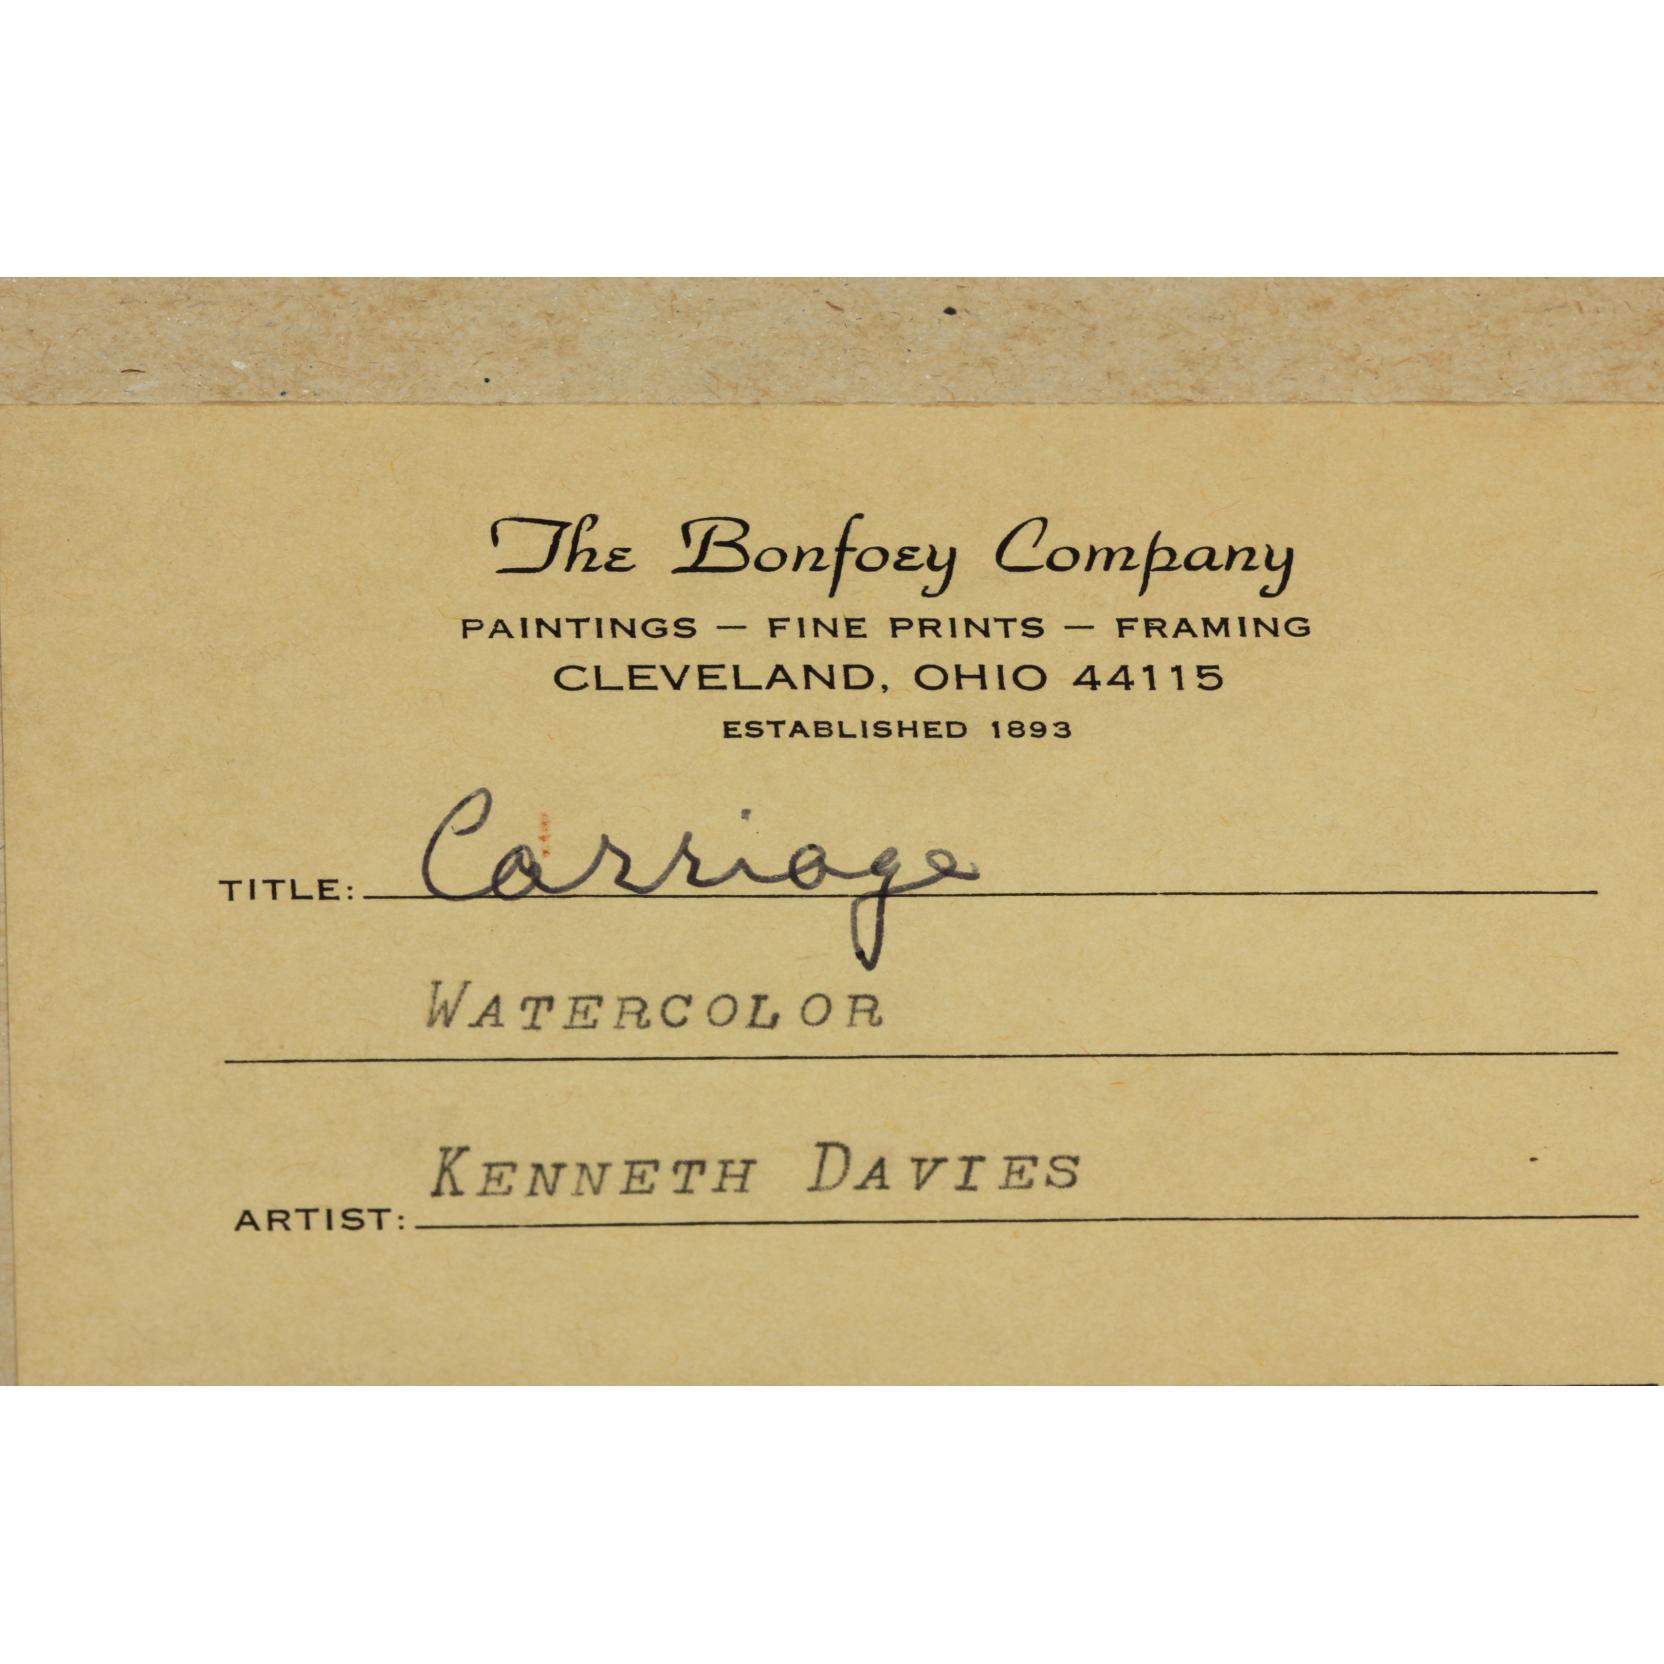 The Bonfoey Company
PAINTINGS — FINE PRINTS — FRAMING
CLEVELAND, OHIO 44115
ESTABLISHED 1893
TITLE: Carriage
WATERCOLOR
KENNETH DAVIES
ARTIST: